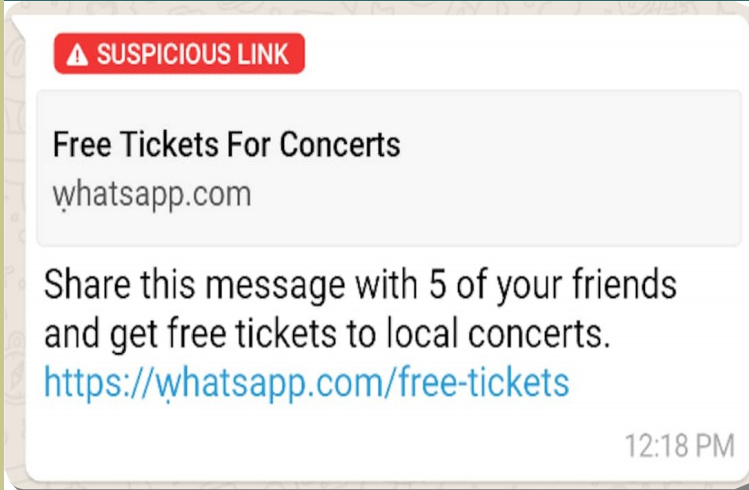 SUSPICIOUS LINK
Free Tickets For Concerts
ẉhatsapp.com
Share this message with 5 of your friends
and get free tickets to local concerts.
https://ẉhatsapp.com/free-tickets
12:18 PM